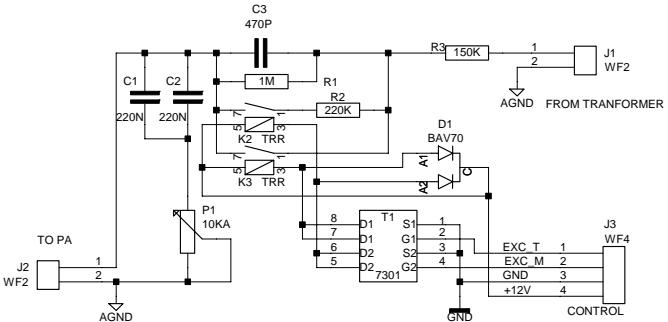 C3
470P
R3
150K
1
2
J1
WF2
AGND
FROM TRANFORMER
C1
C2
220N
220N
1M
R1
R2
220K
7
5
1
3
K2
TRR
7
5
1
3
K3
TRR
D1
BAV70
A1
A2
C
P1
10KA
TO PA
J2
WF2
1
2
AGND
T1
8
7
6
5
D1
D1
D2
D2
S1
G1
S2
G2
1
2
3
4
7301
GND
EXC_T
EXC_M
GND
+12V
1
2
3
4
J3
WF4
CONTROL